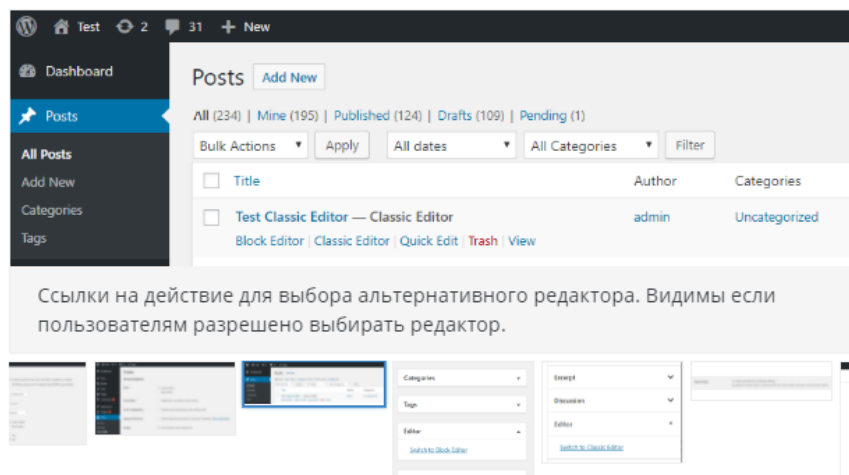 Test 2 31 + New
Dashboard
Posts
All Posts
Add New
Categories
Tags
Posts Add New
All (234) | Mine (195) | Published (124) | Drafts (109) | Pending (1)
Bulk Actions Apply All dates All Categories Filter
Title Author Categories
Test Classic Editor — Classic Editor admin Uncategorized
Block Editor | Classic Editor | Quick Edit | Trash | View
Ссылки на действие для выбора альтернативного редактора. Видимы если
пользователям разрешено выбирать редактор.
Categories
Tags
Editor
Switch to Block Editor
Excerpt
Discussion
Editor
Switch to Classic Editor